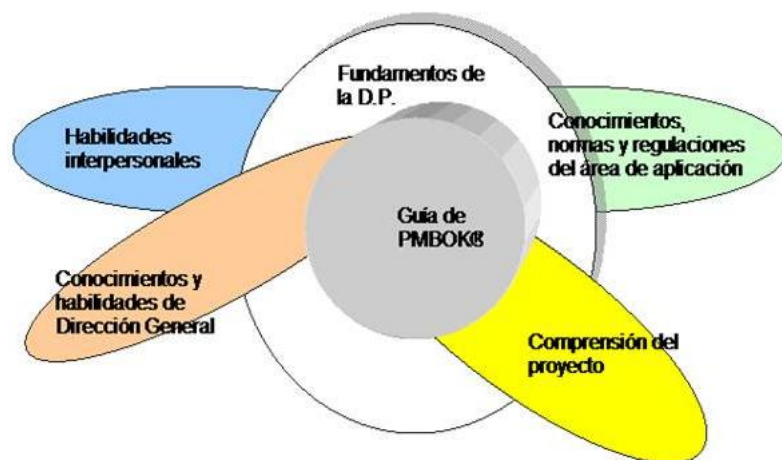 Fundamentos de
la D.P.
Habilidades
interpersonales
Conocimientos,
normas y regulaciones
del área de aplicación
Guía de
PMBOK®
Conocimientos y
habilidades de
Dirección General
Comprensión del
proyecto